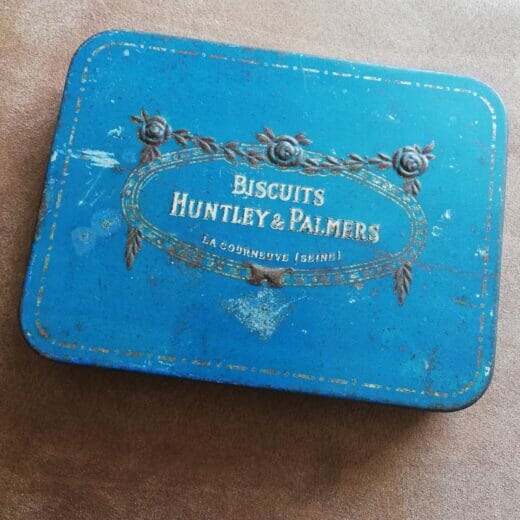 BISCUITS
HUNTLEY & PALMERS
LA COURNEUVE (SEINE)